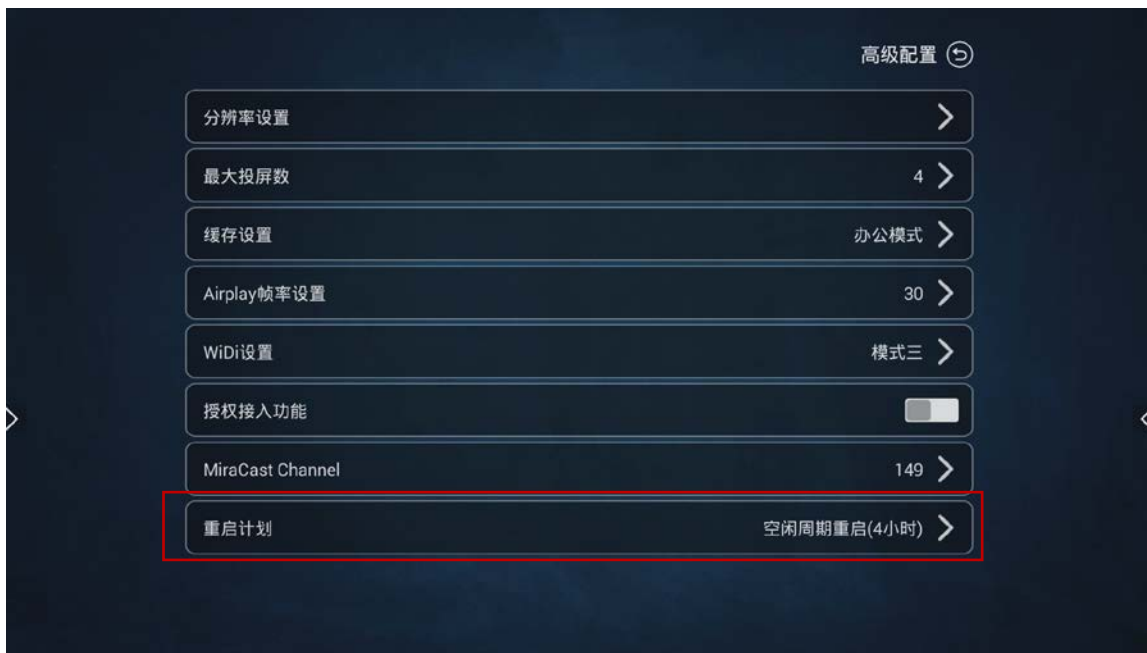 高级配置
分辨率设置
最大投屏数 4
缓存设置 办公模式
Airplay帧率设置 30
WiDi设置 模式三
授权接入功能
MiraCast Channel 149
重启计划 空闲周期重启(4小时)